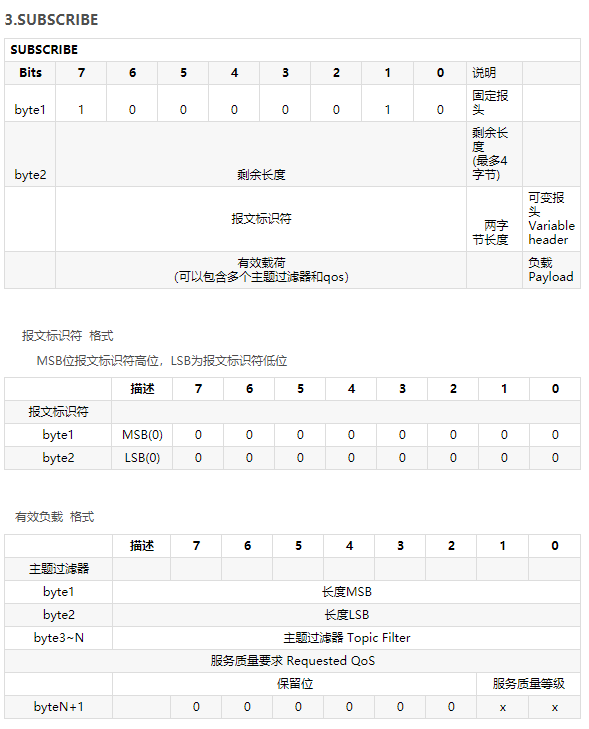 3.SUBSCRIBE
SUBSCRIBE
Bits 7 6 5 4 3 2 1 0 说明
byte1 1 0 0 0 0 0 1 0 固定报
头
byte2 剩余长度 剩余长
度
(最多4
字节)
报文标识符 两字
节长度 可变报
头
Variable
header
有效载荷
(可以包含多个主题过滤器和qos) 负载
Payload
报文标识符 格式
MSB位报文标识符高位，LSB为报文标识符低位
描述 7 6 5 4 3 2 1 0
报文标识符
byte1 MSB(0) 0 0 0 0 0 0 0 0
byte2 LSB(0) 0 0 0 0 0 0 0 0
有效负载 格式
描述 7 6 5 4 3 2 1 0
主题过滤器
byte1 长度MSB
byte2 长度LSB
byte3~N 主题过滤器 Topic Filter
服务质量要求 Requested QoS
保留位 服务质量等级
byteN+1 0 0 0 0 0 0 x x